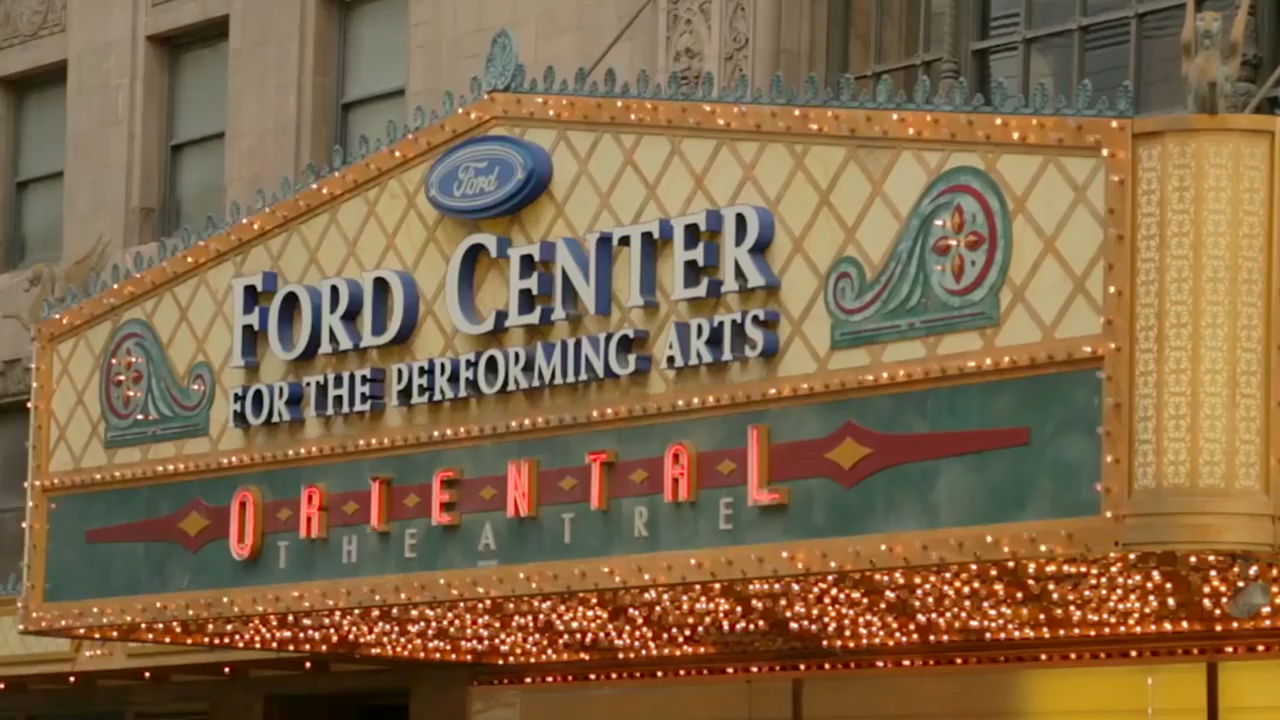 Ford
FORD CENTER
FOR THE PERFORMING ARTS
ORIENTAL
THEATRE